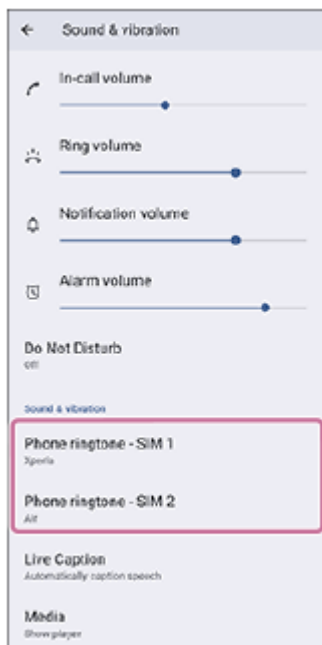 Sound & vibration
In-call volume
Ring volume
Notification volume
Alarm volume
Do Not Disturb
Off
Sound & vibration
Phone ringtone - SIM 1
Xperia
Phone ringtone - SIM 2
Air
Live Caption
Automatically caption speech
Media
Show player